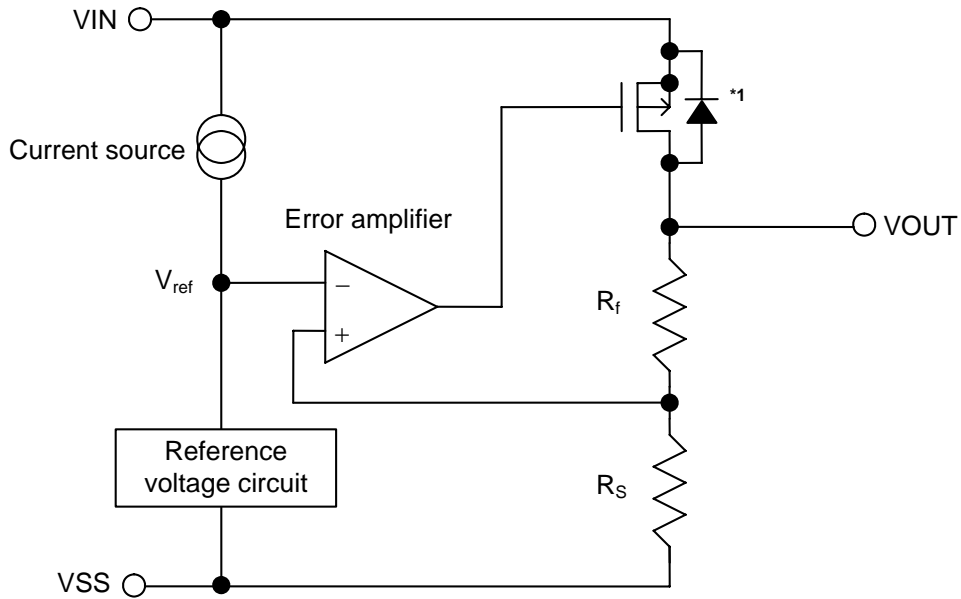 VIN
*1
Current source
Error amplifier
VOUT
Vref
−
+
Rf
Reference
voltage circuit
RS
VSS